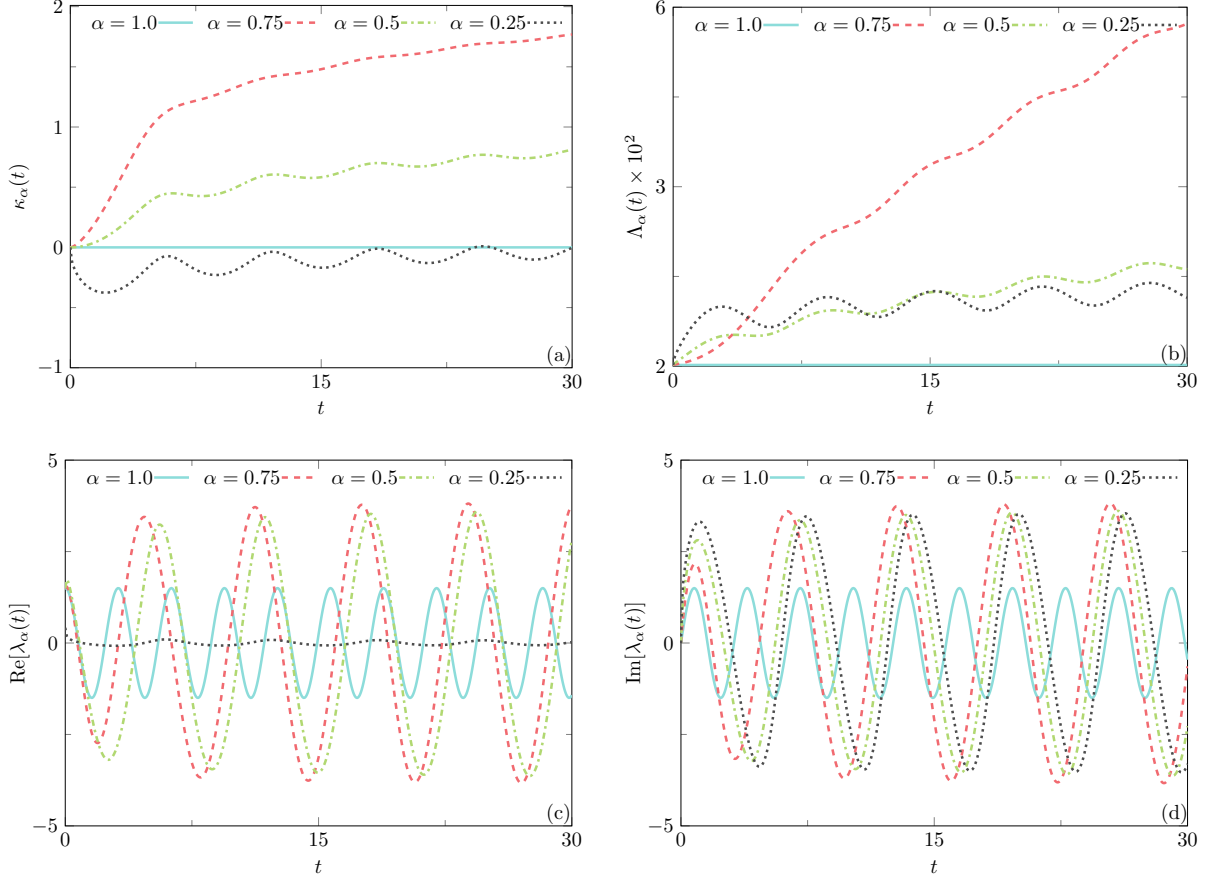 α = 1.0 α = 0.75 α = 0.5 α = 0.25
2
1
0
−1
κα(t)
0 15 30
t
(a)
α = 1.0 α = 0.75 α = 0.5 α = 0.25
6
2
2
Λα(t) × 10²
0 15 30
t
(b)
α = 1.0 α = 0.75 α = 0.5 α = 0.25
5
0
−5
Re[λα(t)]
0 15 30
t
(c)
α = 1.0 α = 0.75 α = 0.5 α = 0.25
5
0
−5
Im[λα(t)]
0 15 30
t
(d)